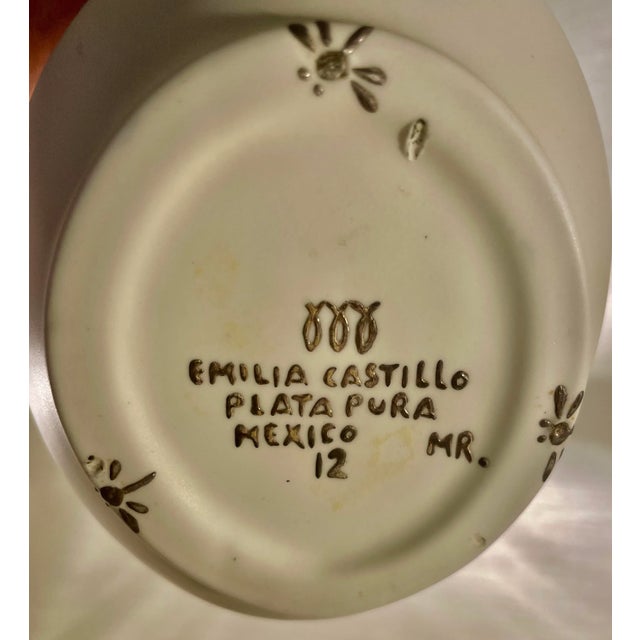 EMILIA CASTILLO
PLATA PURA
MEXICO MR.
12